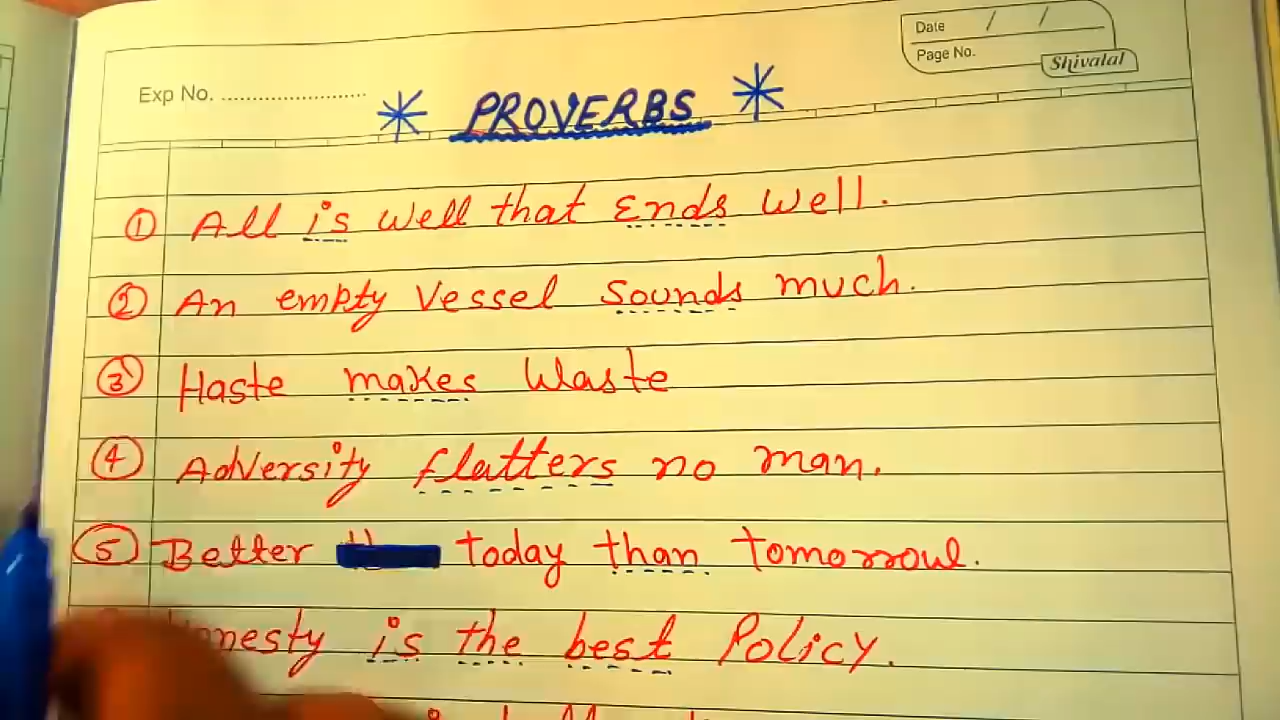 Date / /
Page No.
Shivalal
Exp No. ........................
* PROVERBS *
① All is well that Ends well.
② An empty Vessel Sounds much.
③ Haste makes Waste
④ Adversity flatters no man.
⑤ Better today than tomorrow.
Honesty is the best Policy.